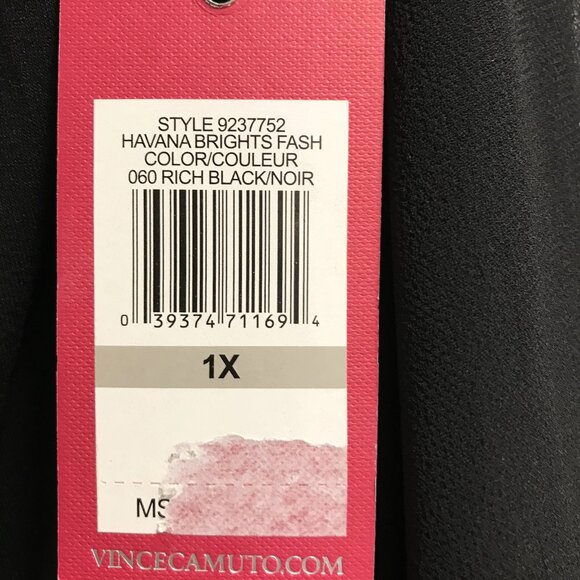 STYLE 9237752
HAVANA BRIGHTS FASH
COLOR/COULEUR
060 RICH BLACK/NOIR
0 39374 71169 4
1X
MS
VINCECAMUTO.COM